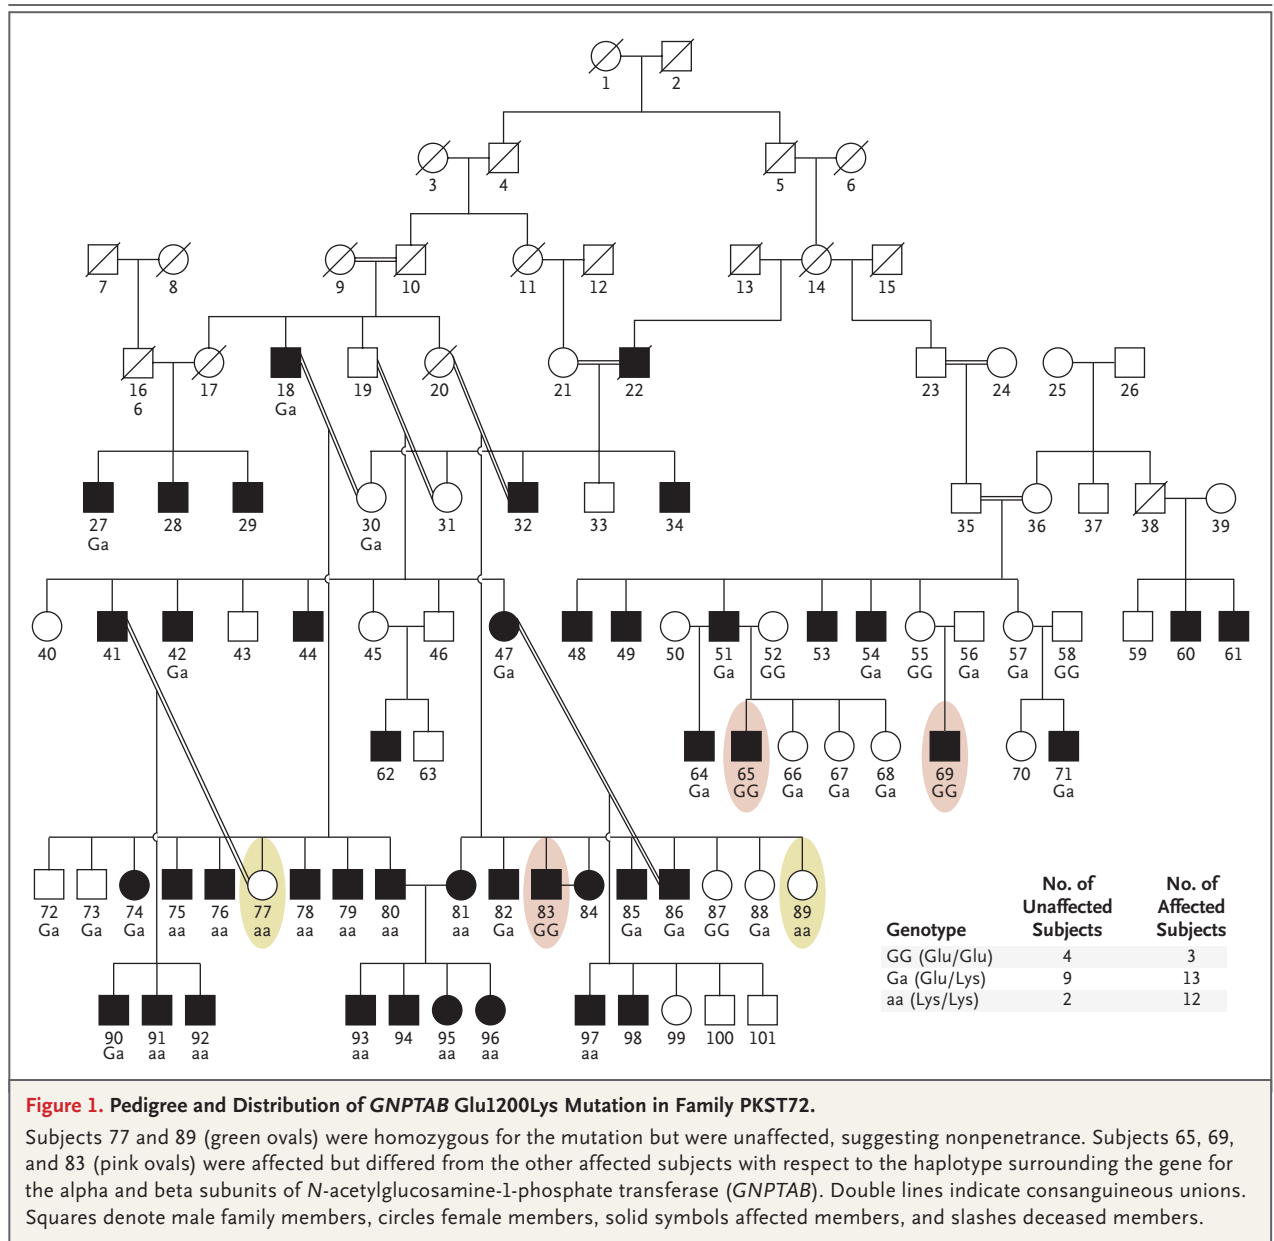 1 2
3 4 5 6
7 8 9 10 11 12 13 14 15
16 17 18 19 20 21 22 23 24 25 26
6 Ga
27 28 29 30 31 32 33 34 35 36 37 38 39
Ga Ga
40 41 42 43 44 45 46 47 48 49 50 51 52 53 54 55 56 57 58 59 60 61
Ga Ga Ga GG Ga GG Ga Ga GG
62 63 64 65 66 67 68 69 70 71
Ga GG Ga Ga Ga GG Ga
72 73 74 75 76 77 78 79 80 81 82 83 84 85 86 87 88 89
Ga Ga Ga aa aa aa aa aa aa aa Ga GG Ga Ga GG Ga aa
90 91 92 93 94 95 96 97 98 99 100 101
Ga aa aa aa aa aa aa
No. of No. of
Unaffected Affected
Genotype Subjects Subjects
GG (Glu/Glu) 4 3
Ga (Glu/Lys) 9 13
aa (Lys/Lys) 2 12
Figure 1. Pedigree and Distribution of GNPTAB Glu1200Lys Mutation in Family PKST72.
Subjects 77 and 89 (green ovals) were homozygous for the mutation but were unaffected, suggesting nonpenetrance. Subjects 65, 69,
and 83 (pink ovals) were affected but differed from the other affected subjects with respect to the haplotype surrounding the gene for
the alpha and beta subunits of N-acetylglucosamine-1-phosphate transferase (GNPTAB). Double lines indicate consanguineous unions.
Squares denote male family members, circles female members, solid symbols affected members, and slashes deceased members.